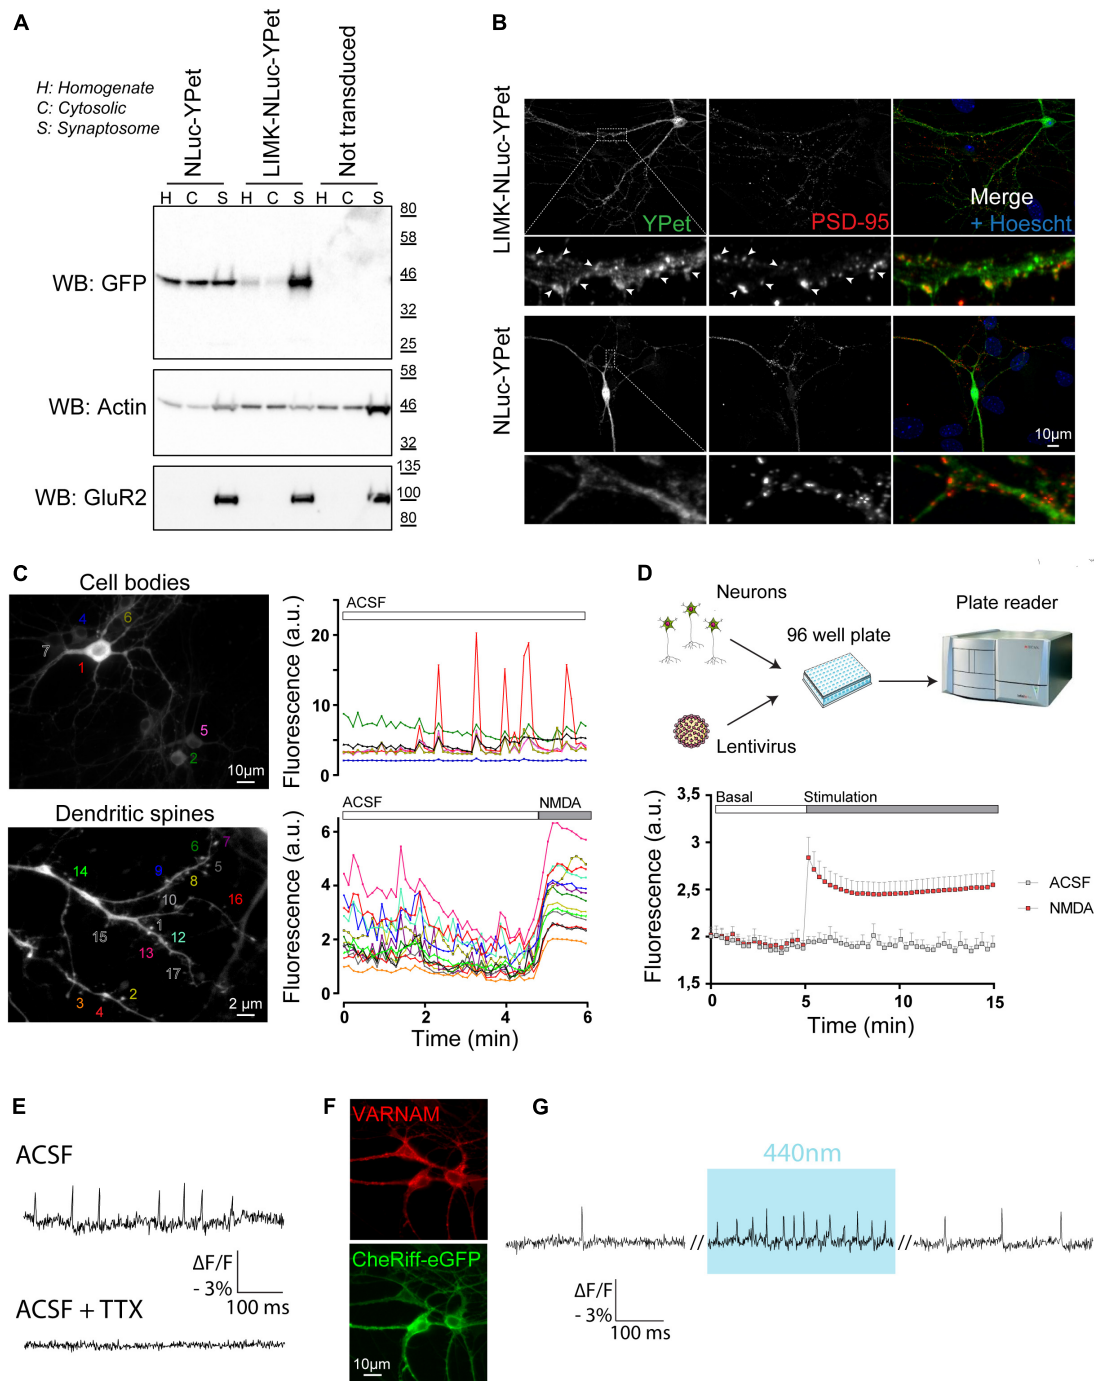 A
H: Homogenate
C: Cytosolic
S: Synaptosome
NLuc-YPet
LIMK-NLuc-YPet
Not transduced
H C S H C S H C S
WB: GFP
80
58
46
32
25
WB: Actin
58
46
32
WB: GluR2
135
100
80
B
LIMK-NLuc-YPet
YPet
PSD-95
Merge
+ Hoescht
NLuc-YPet
10µm
C
Cell bodies
4
6
7
1
5
2
10µm
Fluorescence (a.u.)
ACSF
20
10
0
Dendritic spines
14
9
6
7
5
8
10
16
1
15
12
13
17
3
2
4
2 µm
Fluorescence (a.u.)
ACSF
NMDA
6
4
2
0
0 2 4 6
Time (min)
D
Neurons
Lentivirus
96 well plate
Plate reader
Fluorescence (a.u.)
Basal
Stimulation
3,5
3
2.5
2
1,5
0 5 10 15
Time (min)
ACSF
NMDA
E
ACSF
ΔF/F
- 3%
100 ms
ACSF + TTX
F
VARNAM
CheRiff-eGFP
10µm
G
440nm
//
//
ΔF/F
- 3%
100 ms